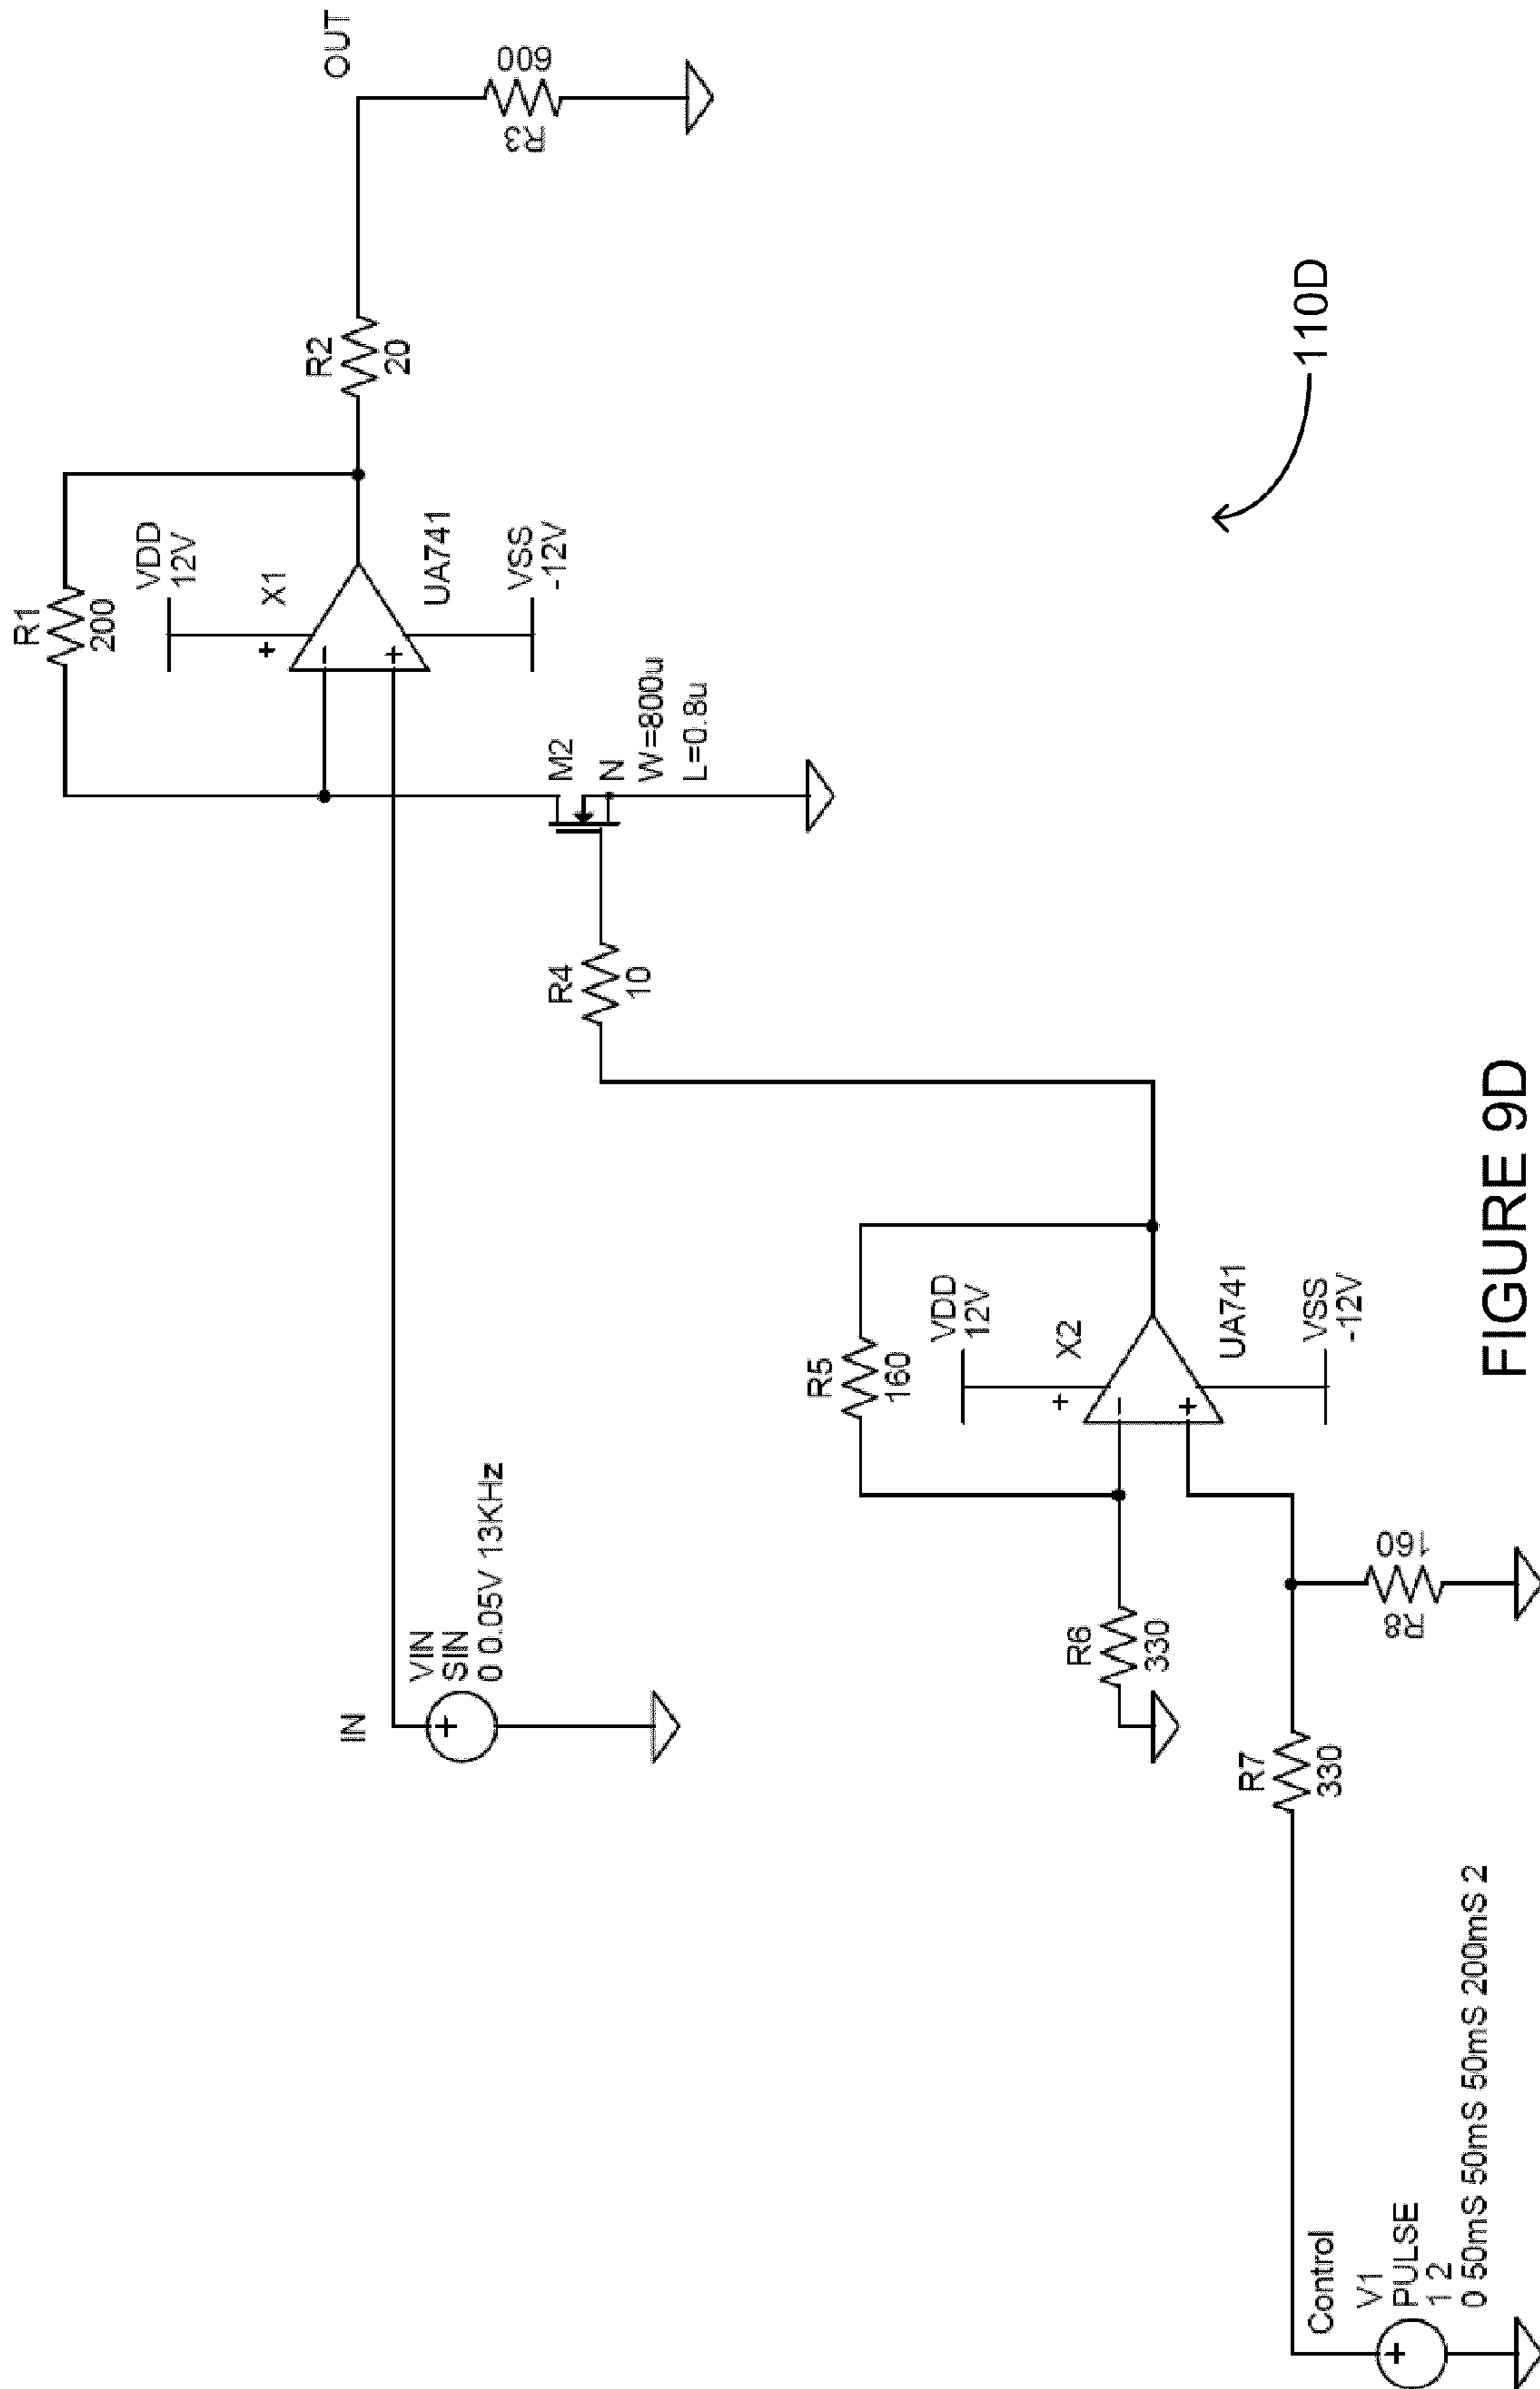 R1
200
VDD
12V
X1
+
UA741
VSS
-12V
R2
20
OUT
R3
600
M2
N
W=800u
L=0.8u
R4
10
IN
VIN
SIN
0 0.05V 13KHz
R5
160
VDD
12V
X2
+
UA741
VSS
-12V
R6
330
R7
330
R8
160
Control
V1
PULSE
1 2
0 50mS 50mS 50mS 200mS 2
110D
FIGURE 9D